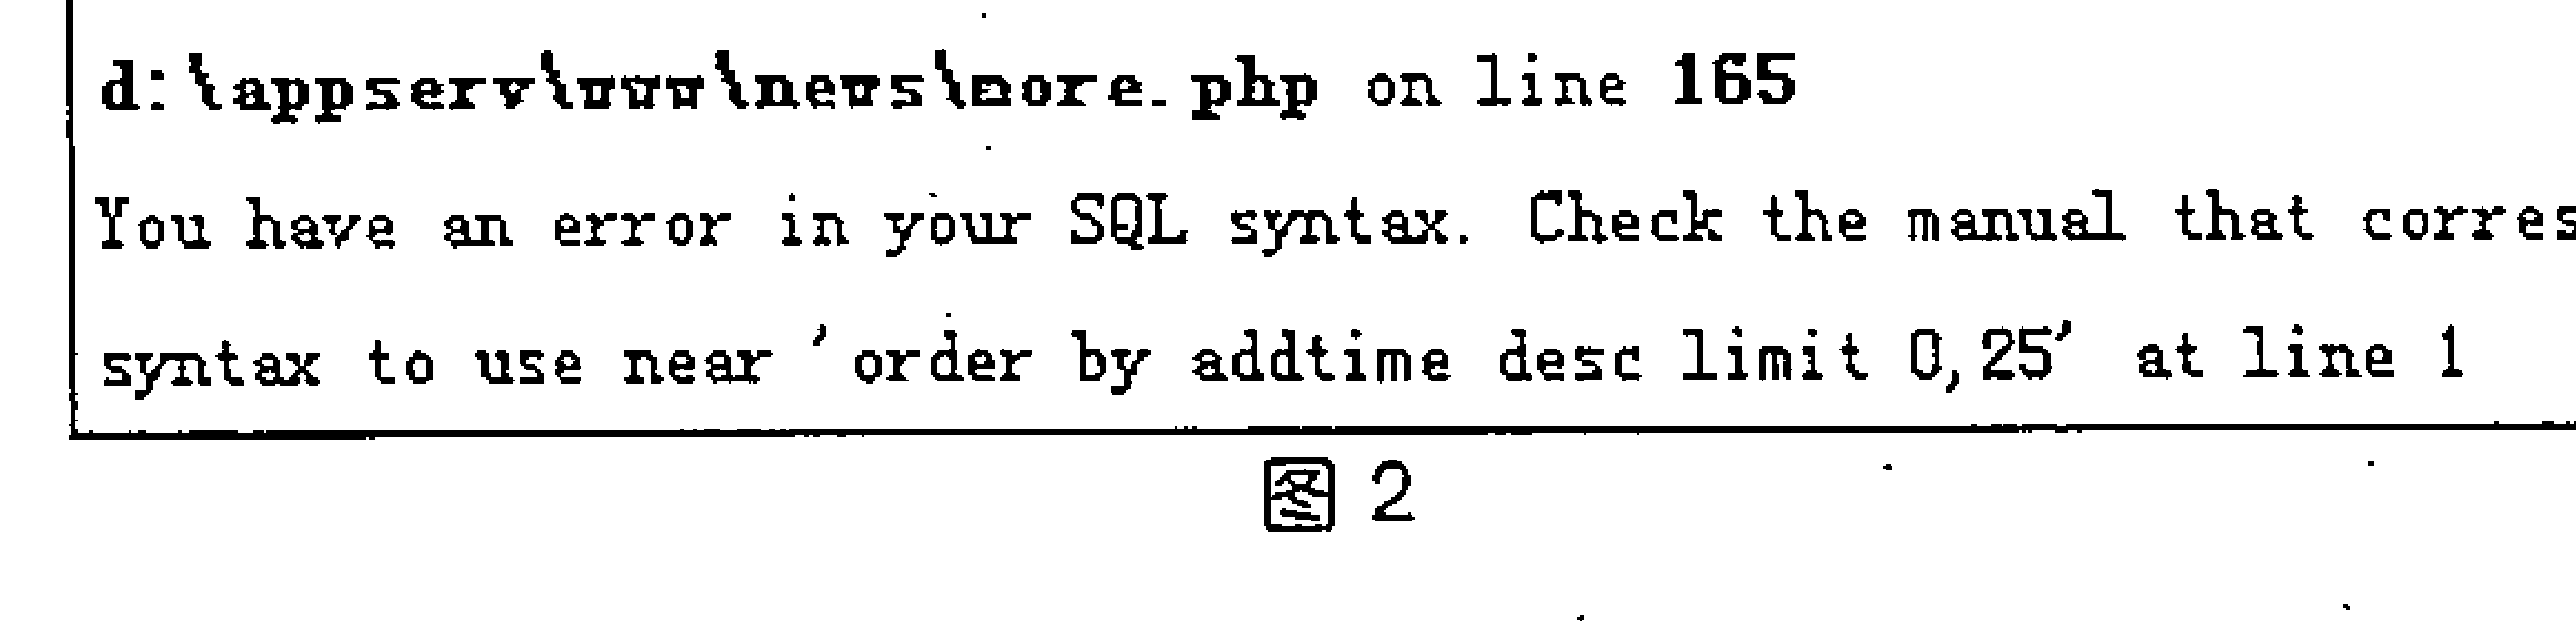 d:\appserv\www\news\more.php on line 165
You have an error in your SQL syntax. Check the manual that corres
syntax to use near 'order by addtime desc limit 0,25' at line 1
图 2